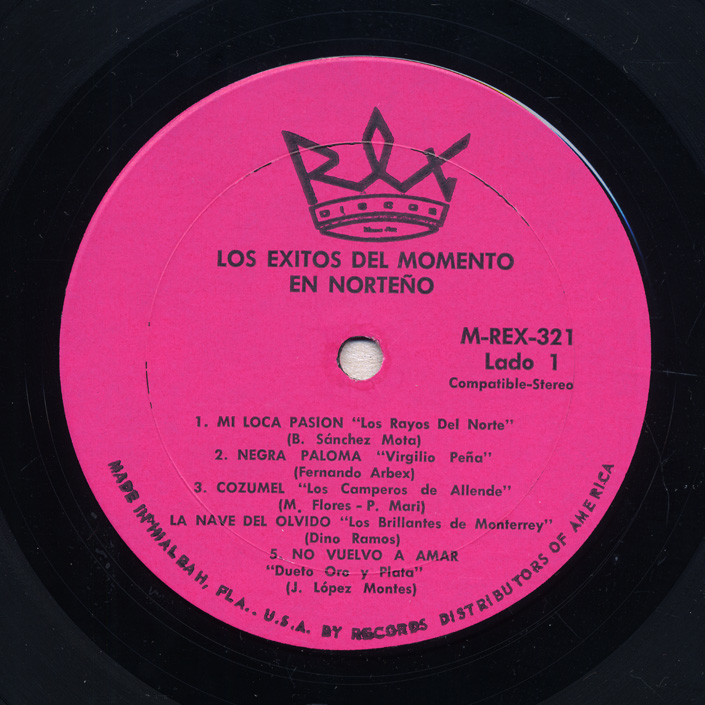 REX
DISCOS
LOS EXITOS DEL MOMENTO
EN NORTEÑO
M-REX-321
Lado 1
Compatible-Stereo
1. MI LOCA PASION "Los Rayos Del Norte"
(B. Sánchez Mota)
2. NEGRA PALOMA "Virgilio Peña"
(Fernando Arbex)
3. COZUMEL "Los Camperos de Allende"
(M. Flores - P. Mari)
LA NAVE DEL OLVIDO "Los Brillantes de Monterrey"
(Dino Ramos)
5. NO VUELVO A AMAR
"Dueto Oro y Plata"
(J. López Montes)
MADE IN HIALEAH, FLA.. U.S.A. BY RECORDS DISTRIBUTORS OF AMERICA